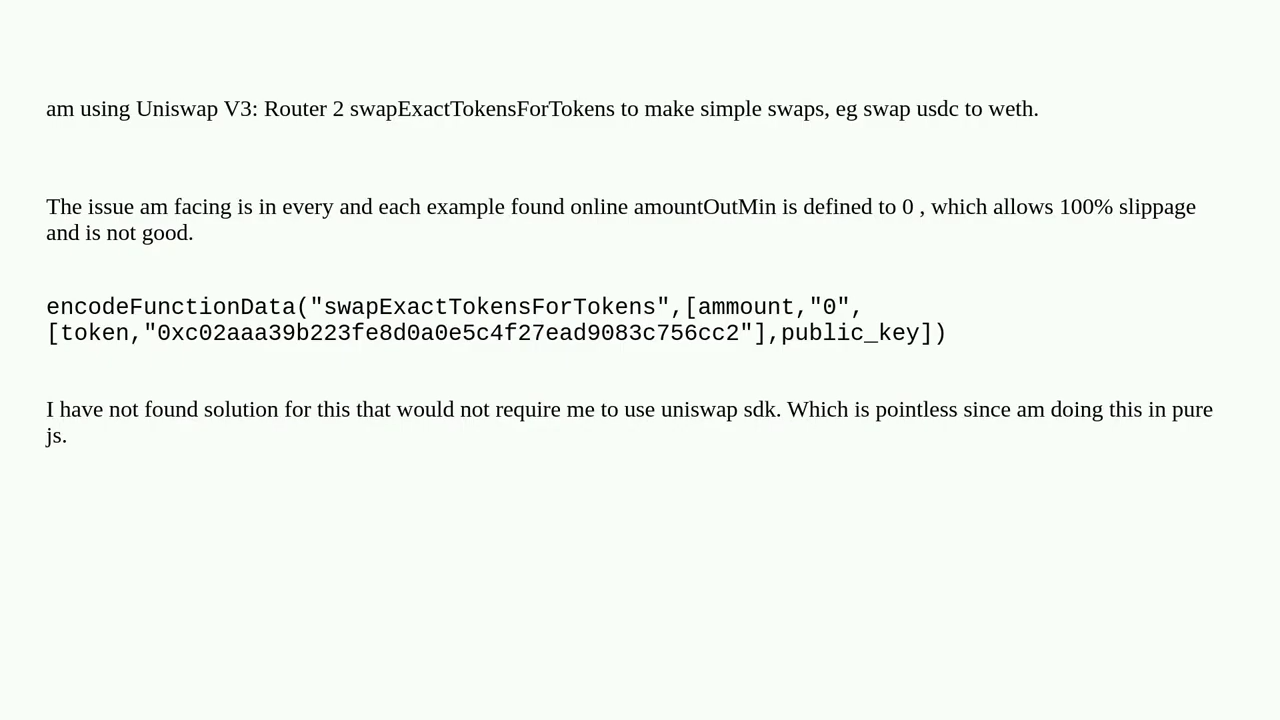 am using Uniswap V3: Router 2 swapExactTokensForTokens to make simple swaps, eg swap usdc to weth.
The issue am facing is in every and each example found online amountOutMin is defined to 0 , which allows 100% slippage
and is not good.
encodeFunctionData("swapExactTokensForTokens",[ammount,"0",
[token,"0xc02aaa39b223fe8d0a0e5c4f27ead9083c756cc2"],public_key])
I have not found solution for this that would not require me to use uniswap sdk. Which is pointless since am doing this in pure
js.